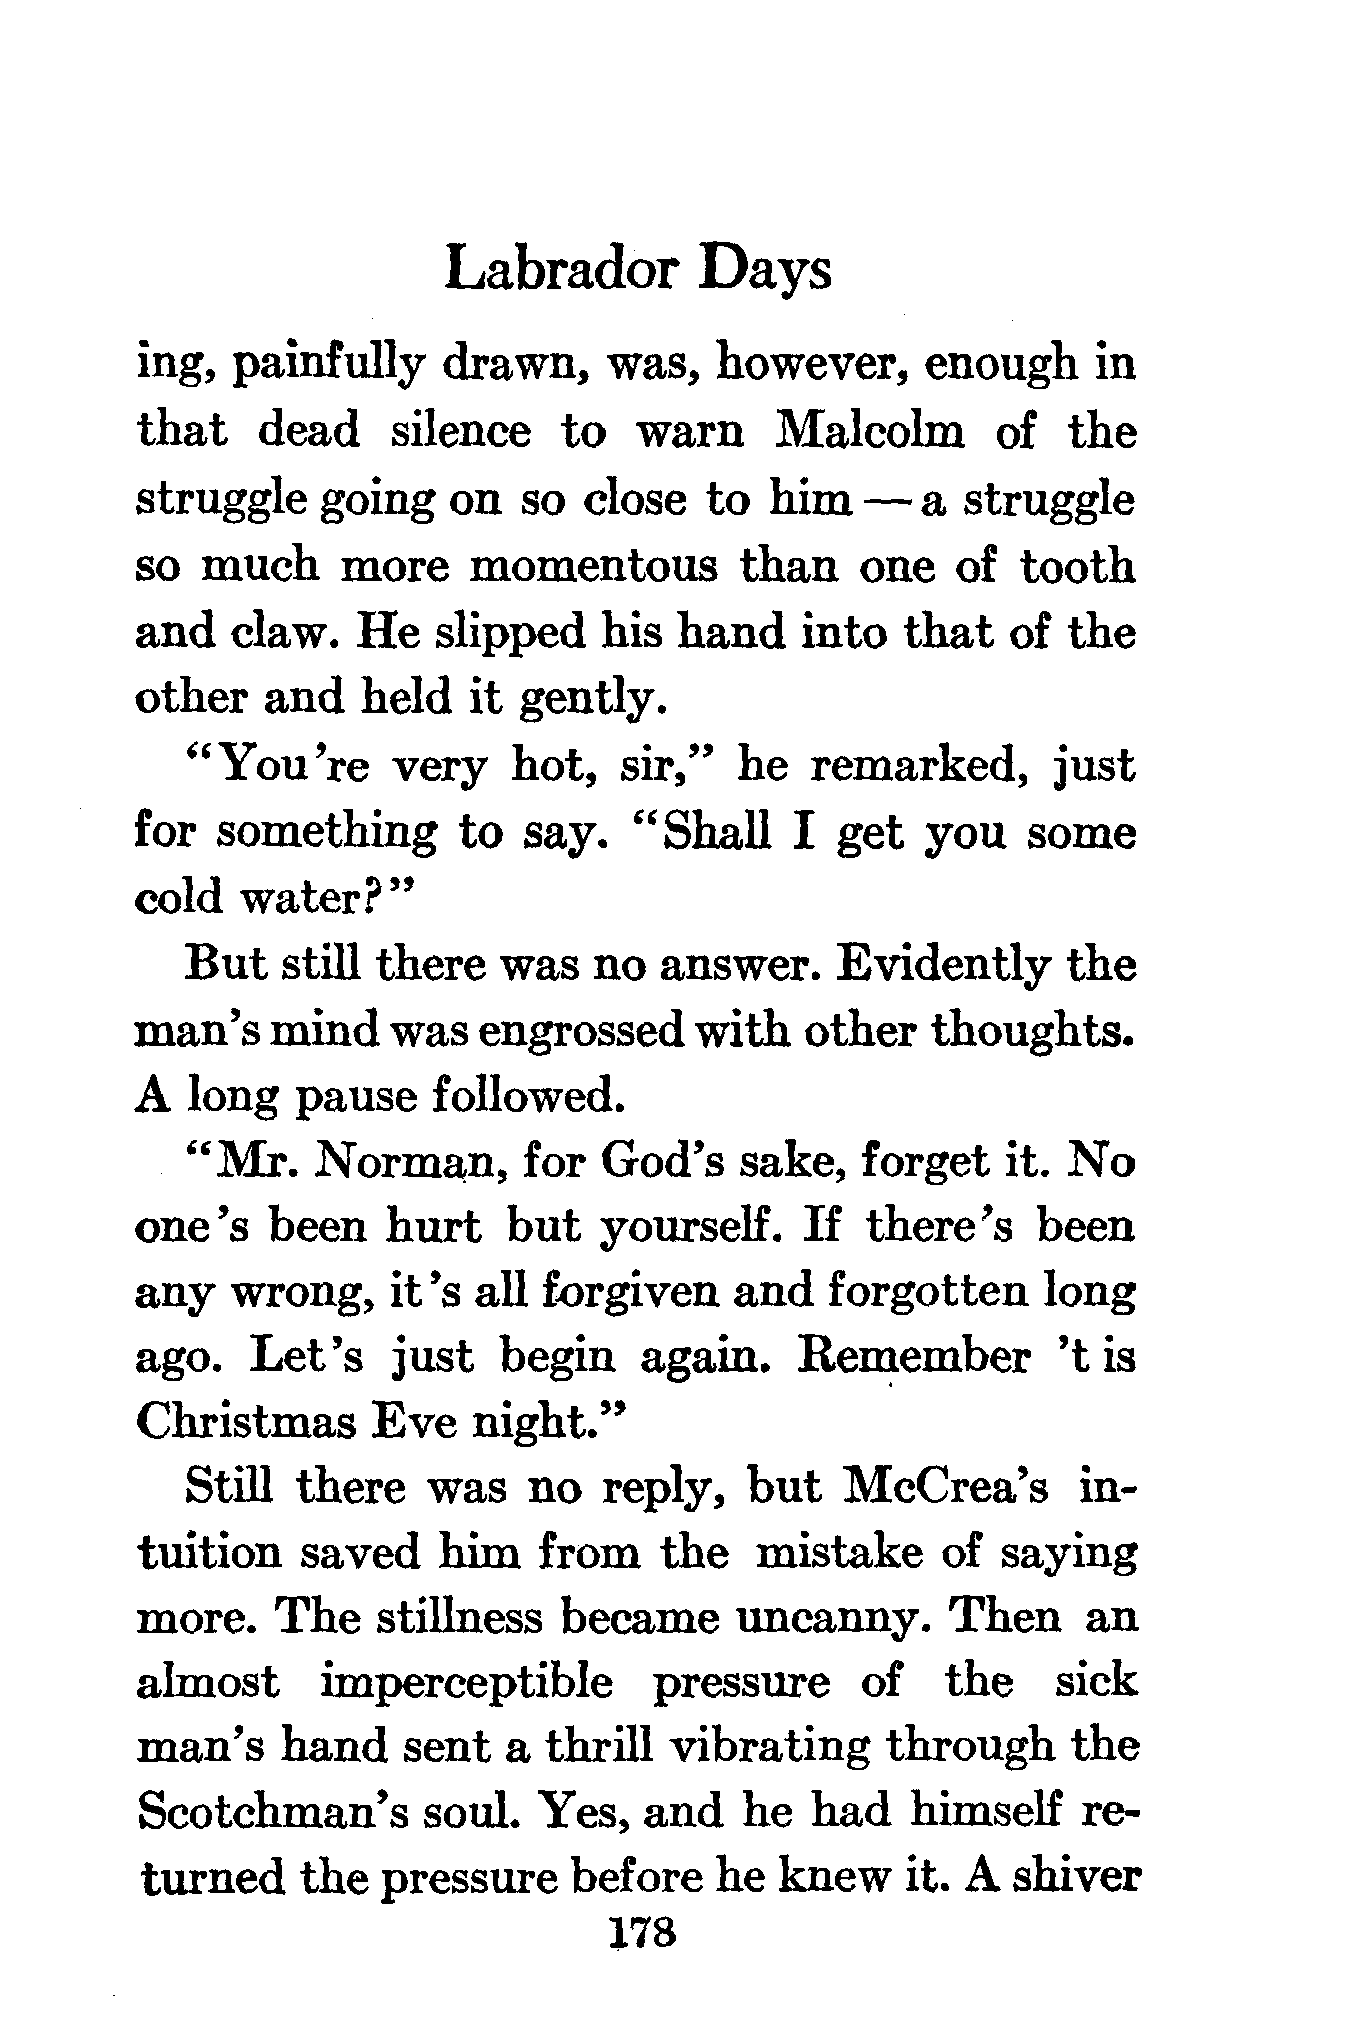 Labrador Days
ing, painfully drawn, was, however, enough in
that dead silence to warn Malcolm of the
struggle going on so close to him — a struggle
so much more momentous than one of tooth
and claw. He slipped his hand into that of the
other and held it gently.
“You're very hot, sir,” he remarked, just
for something to say. “Shall I get you some
cold water?”
But still there was no answer. Evidently the
man's mind was engrossed with other thoughts.
A long pause followed.
“Mr. Norman, for God's sake, forget it. No
one's been hurt but yourself. If there's been
any wrong, it's all forgiven and forgotten long
ago. Let's just begin again. Remember 't is
Christmas Eve night.”
Still there was no reply, but McCrea's in-
tuition saved him from the mistake of saying
more. The stillness became uncanny. Then an
almost imperceptible pressure of the sick
man's hand sent a thrill vibrating through the
Scotchman's soul. Yes, and he had himself re-
turned the pressure before he knew it. A shiver
178